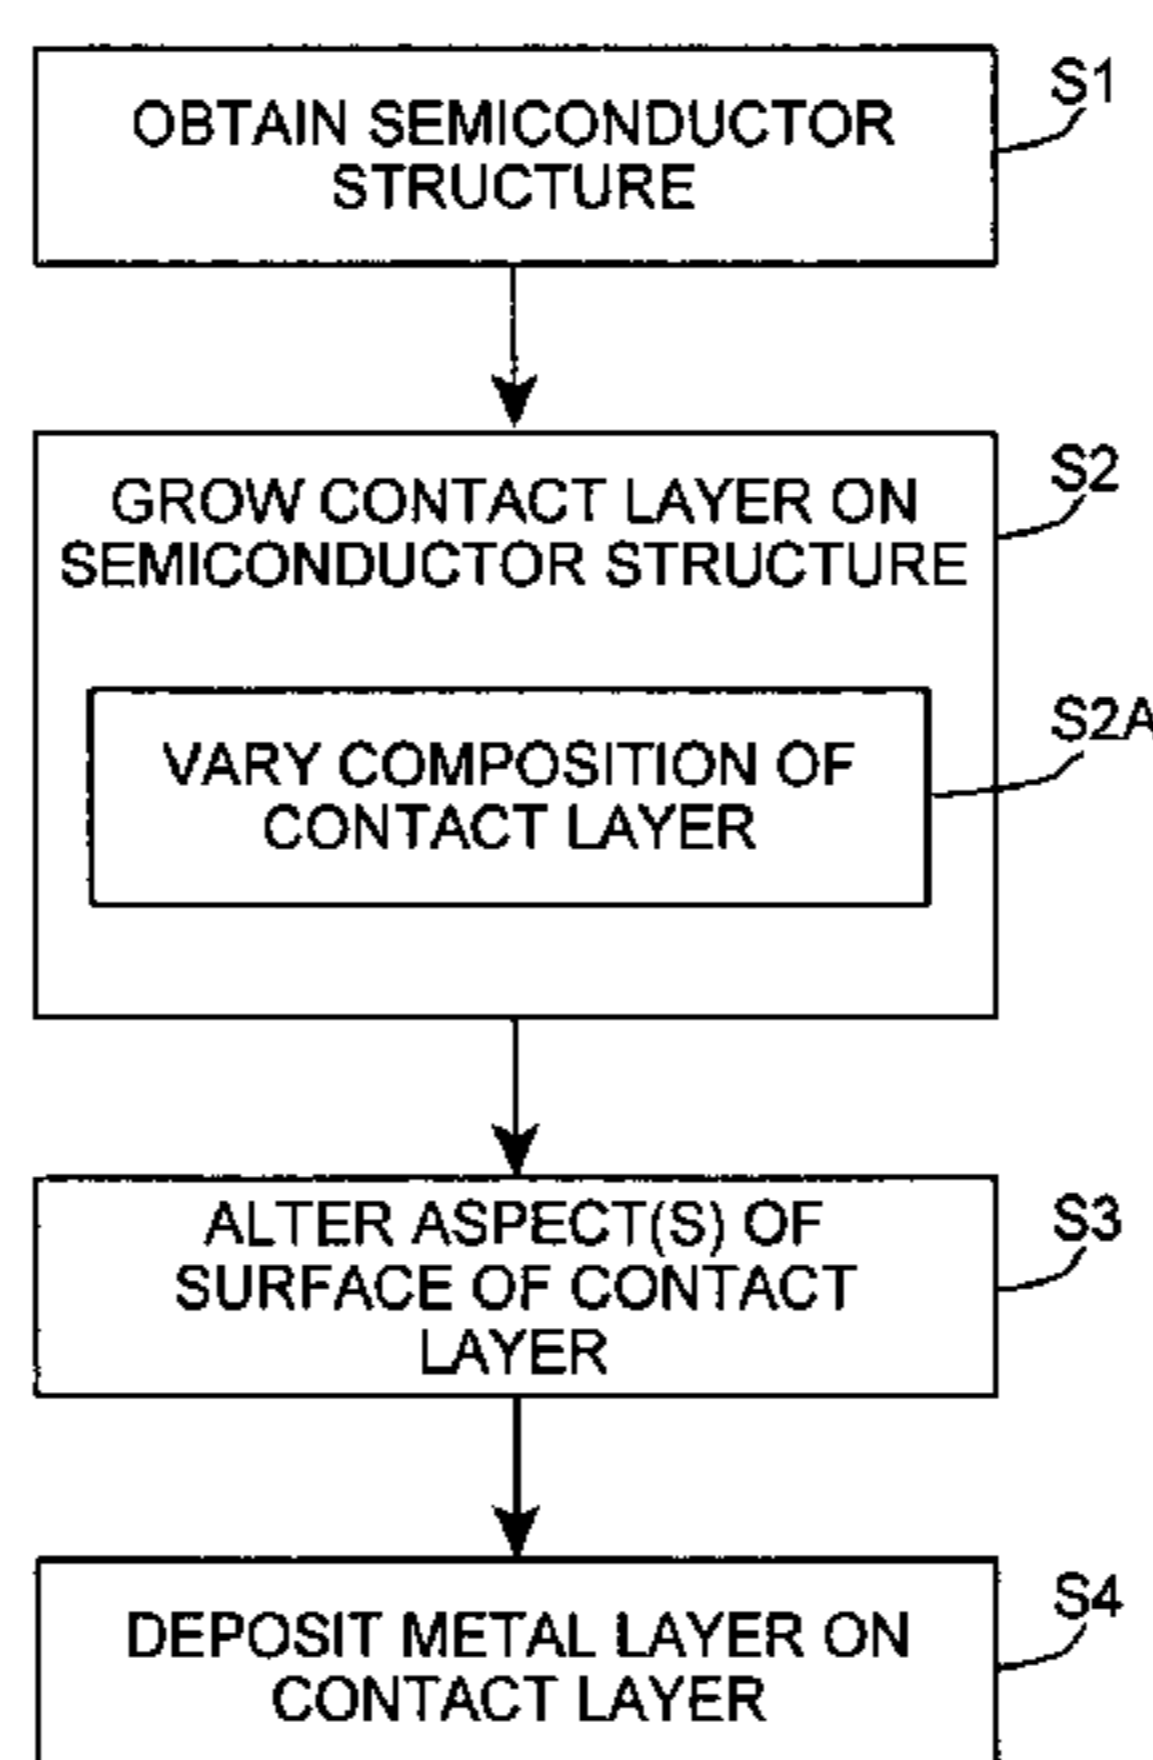 OBTAIN SEMICONDUCTOR
STRUCTURE
S1
GROW CONTACT LAYER ON
SEMICONDUCTOR STRUCTURE
S2
VARY COMPOSITION OF
CONTACT LAYER
S2A
ALTER ASPECT(S) OF
SURFACE OF CONTACT
LAYER
S3
DEPOSIT METAL LAYER ON
CONTACT LAYER
S4